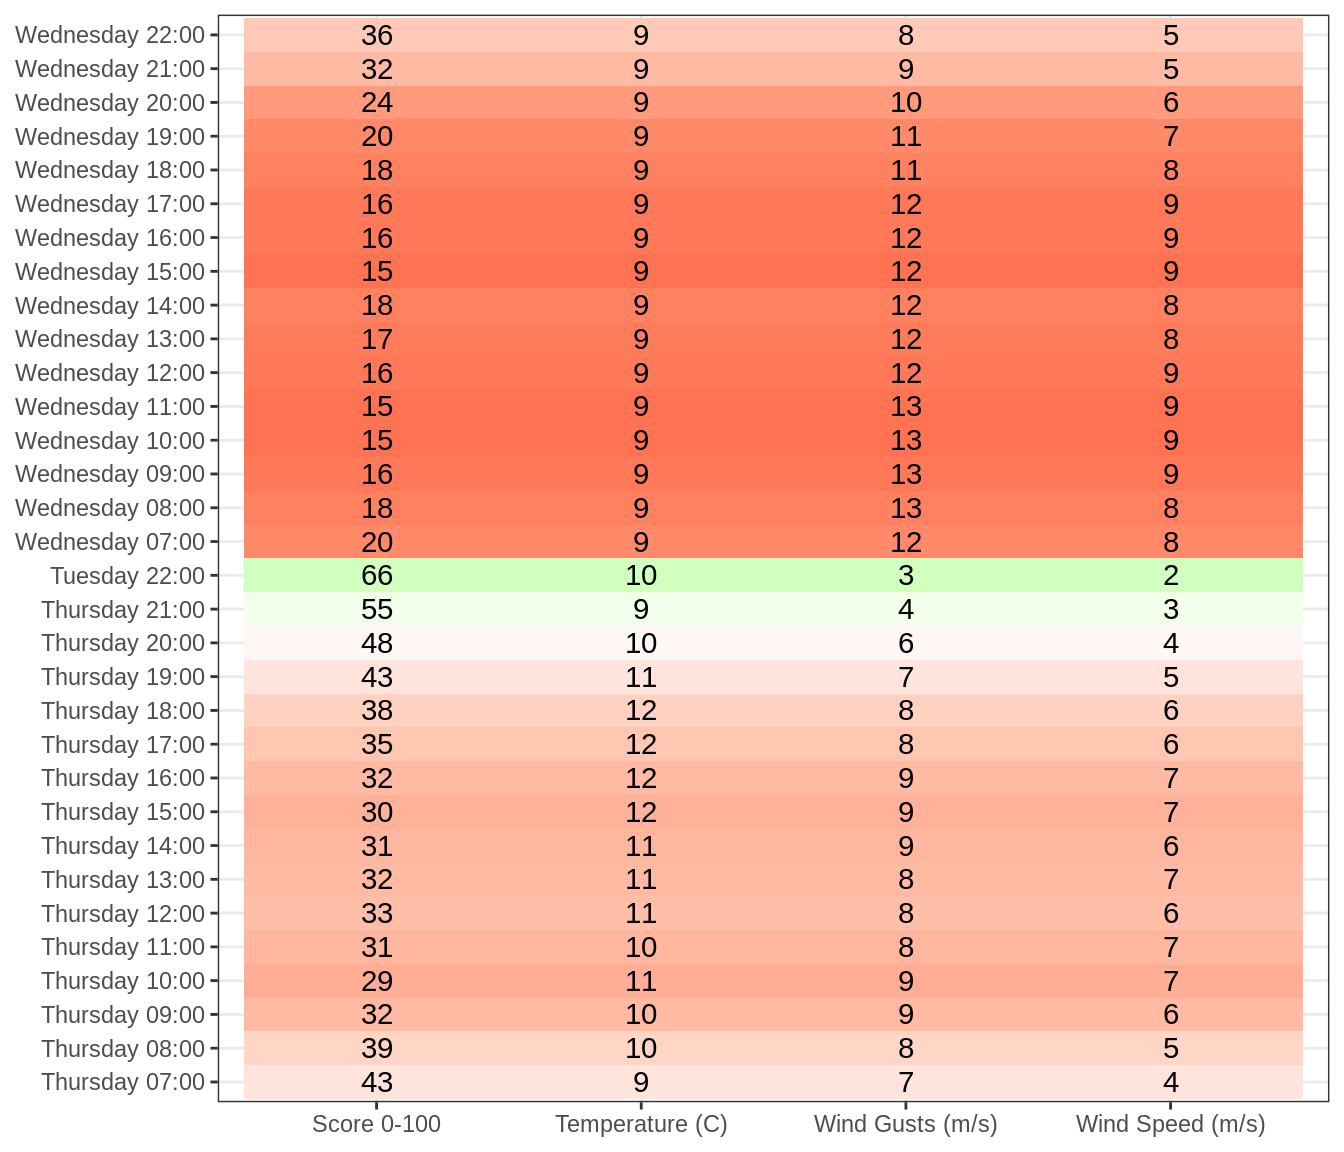 Wednesday 22:00 36 9 8 5
Wednesday 21:00 32 9 9 5
Wednesday 20:00 24 9 10 6
Wednesday 19:00 20 9 11 7
Wednesday 18:00 18 9 11 8
Wednesday 17:00 16 9 12 9
Wednesday 16:00 16 9 12 9
Wednesday 15:00 15 9 12 9
Wednesday 14:00 18 9 12 8
Wednesday 13:00 17 9 12 8
Wednesday 12:00 16 9 12 9
Wednesday 11:00 15 9 13 9
Wednesday 10:00 15 9 13 9
Wednesday 09:00 16 9 13 9
Wednesday 08:00 18 9 13 8
Wednesday 07:00 20 9 12 8
Tuesday 22:00 66 10 3 2
Thursday 21:00 55 9 4 3
Thursday 20:00 48 10 6 4
Thursday 19:00 43 11 7 5
Thursday 18:00 38 12 8 6
Thursday 17:00 35 12 8 6
Thursday 16:00 32 12 9 7
Thursday 15:00 30 12 9 7
Thursday 14:00 31 11 9 6
Thursday 13:00 32 11 8 7
Thursday 12:00 33 11 8 6
Thursday 11:00 31 10 8 7
Thursday 10:00 29 11 9 7
Thursday 09:00 32 10 9 6
Thursday 08:00 39 10 8 5
Thursday 07:00 43 9 7 4
Score 0-100 Temperature (C) Wind Gusts (m/s) Wind Speed (m/s)